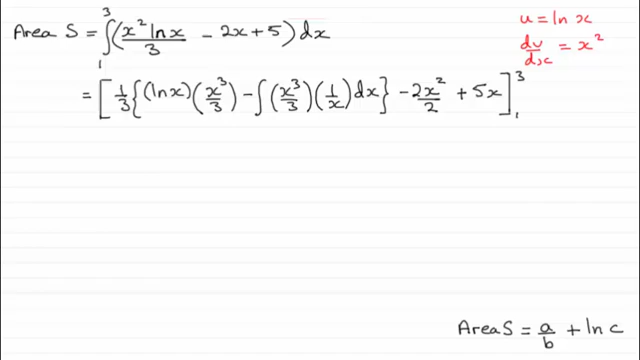 Area S = ∫₁³ (x² ln x / 3 − 2x + 5) dx
u = ln x
dv/dx = x²
= [ 1/3 { (ln x)(x³/3) − ∫ (x³/3)(1/x) dx } − 2x²/2 + 5x ]₁³
Area S = a/b + ln c